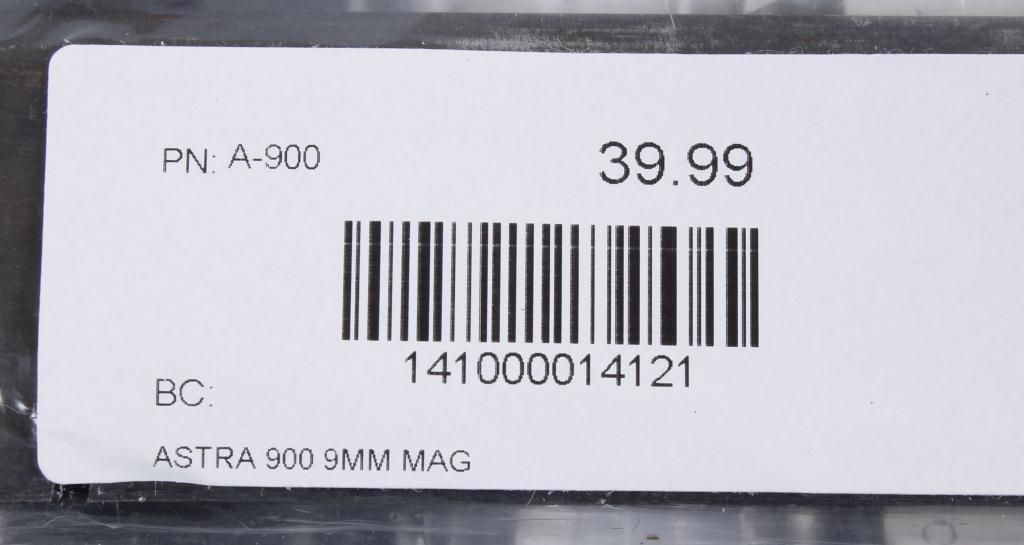 PN: A-900 39.99
141000014121
BC:
ASTRA 900 9MM MAG